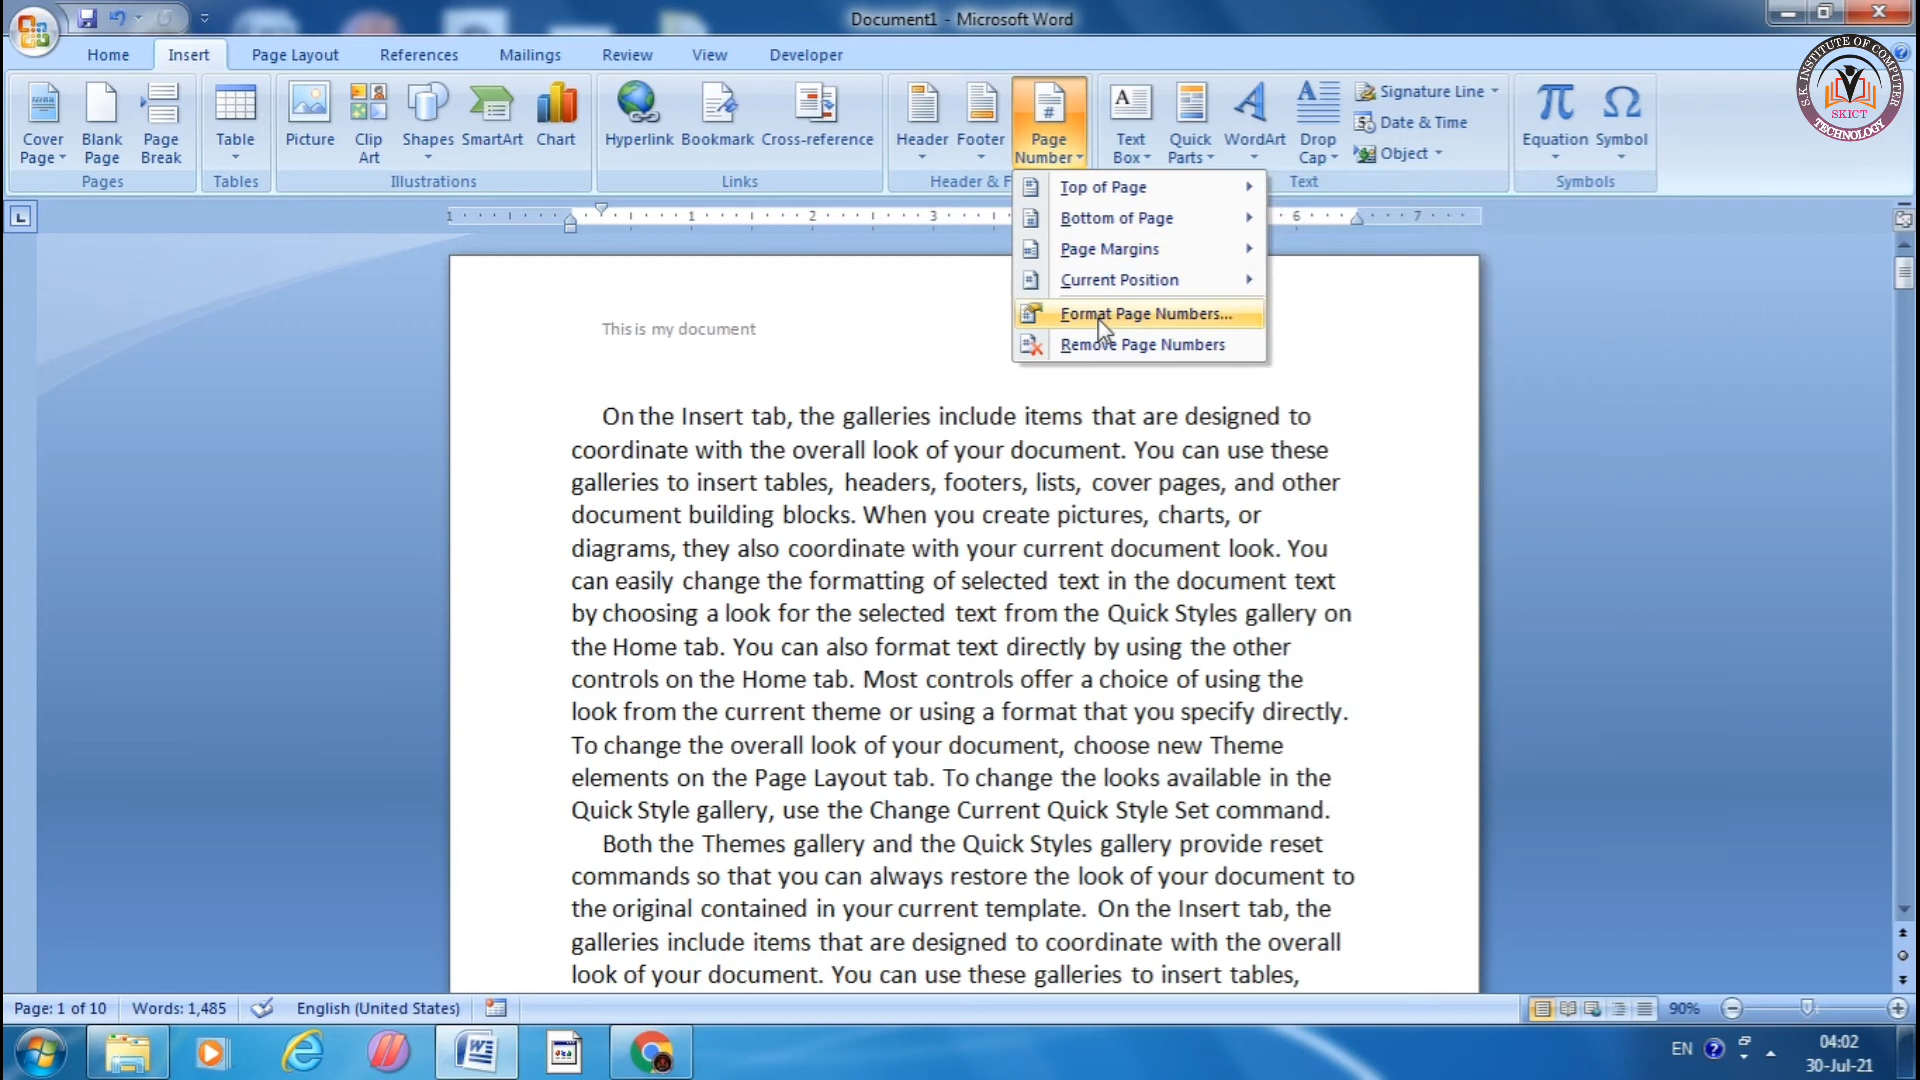 Document1 - Microsoft Word
Home Insert Page Layout References Mailings Review View Developer
Cover Page Blank Page Page Break Table Picture Clip Art Shapes SmartArt Chart Hyperlink Bookmark Cross-reference Header Footer Page Number Text Box Quick Parts WordArt Drop Cap Signature Line Date & Time Object Equation Symbol
Pages Tables Illustrations Links Header & F Text Symbols
S.K. INSTITUTE OF COMPUTER TECHNOLOGY
SKICT
Top of Page
Bottom of Page
Page Margins
Current Position
Format Page Numbers...
Remove Page Numbers
1 1 2 3 6 7
This is my document
On the Insert tab, the galleries include items that are designed to
coordinate with the overall look of your document. You can use these
galleries to insert tables, headers, footers, lists, cover pages, and other
document building blocks. When you create pictures, charts, or
diagrams, they also coordinate with your current document look. You
can easily change the formatting of selected text in the document text
by choosing a look for the selected text from the Quick Styles gallery on
the Home tab. You can also format text directly by using the other
controls on the Home tab. Most controls offer a choice of using the
look from the current theme or using a format that you specify directly.
To change the overall look of your document, choose new Theme
elements on the Page Layout tab. To change the looks available in the
Quick Style gallery, use the Change Current Quick Style Set command.
Both the Themes gallery and the Quick Styles gallery provide reset
commands so that you can always restore the look of your document to
the original contained in your current template. On the Insert tab, the
galleries include items that are designed to coordinate with the overall
look of your document. You can use these galleries to insert tables,
Page: 1 of 10 Words: 1,485 English (United States) 90%
EN 04:02
30-Jul-21